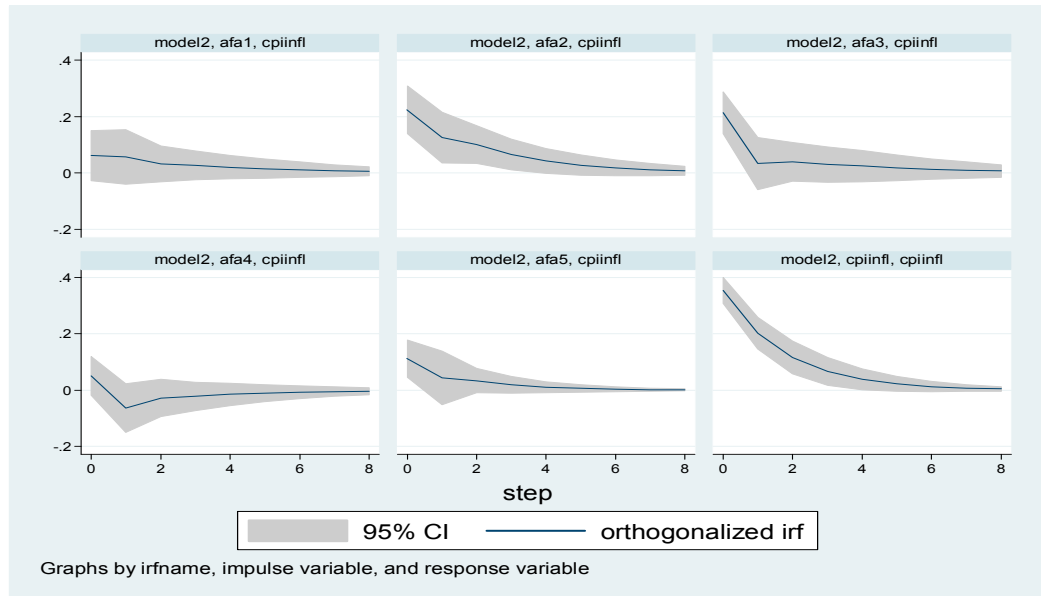 model2, afa1, cpiinfl
model2, afa2, cpiinfl
model2, afa3, cpiinfl
.4
.2
0
-.2
model2, afa4, cpiinfl
model2, afa5, cpiinfl
model2, cpiinfl, cpiinfl
.4
.2
0
-.2
0 2 4 6 8
0 2 4 6 8
0 2 4 6 8
step
95% CI
orthogonalized irf
Graphs by irfname, impulse variable, and response variable